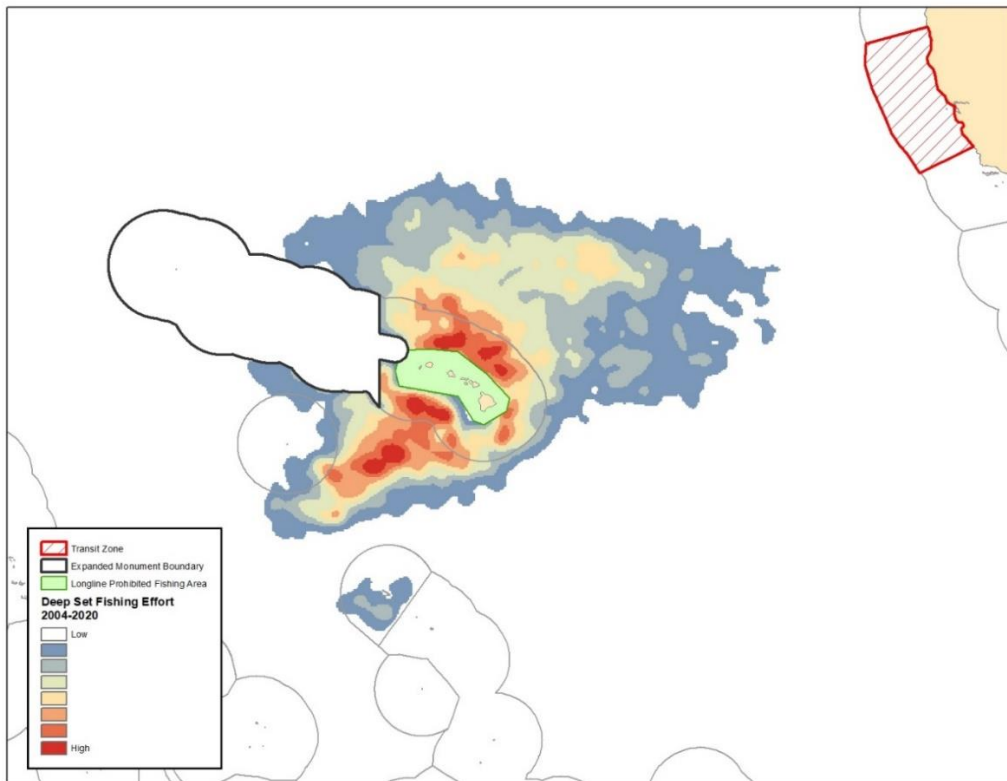 Transit Zone
Expanded Monument Boundary
Longline Prohibited Fishing Area
Deep Set Fishing Effort
2004-2020
Low
High